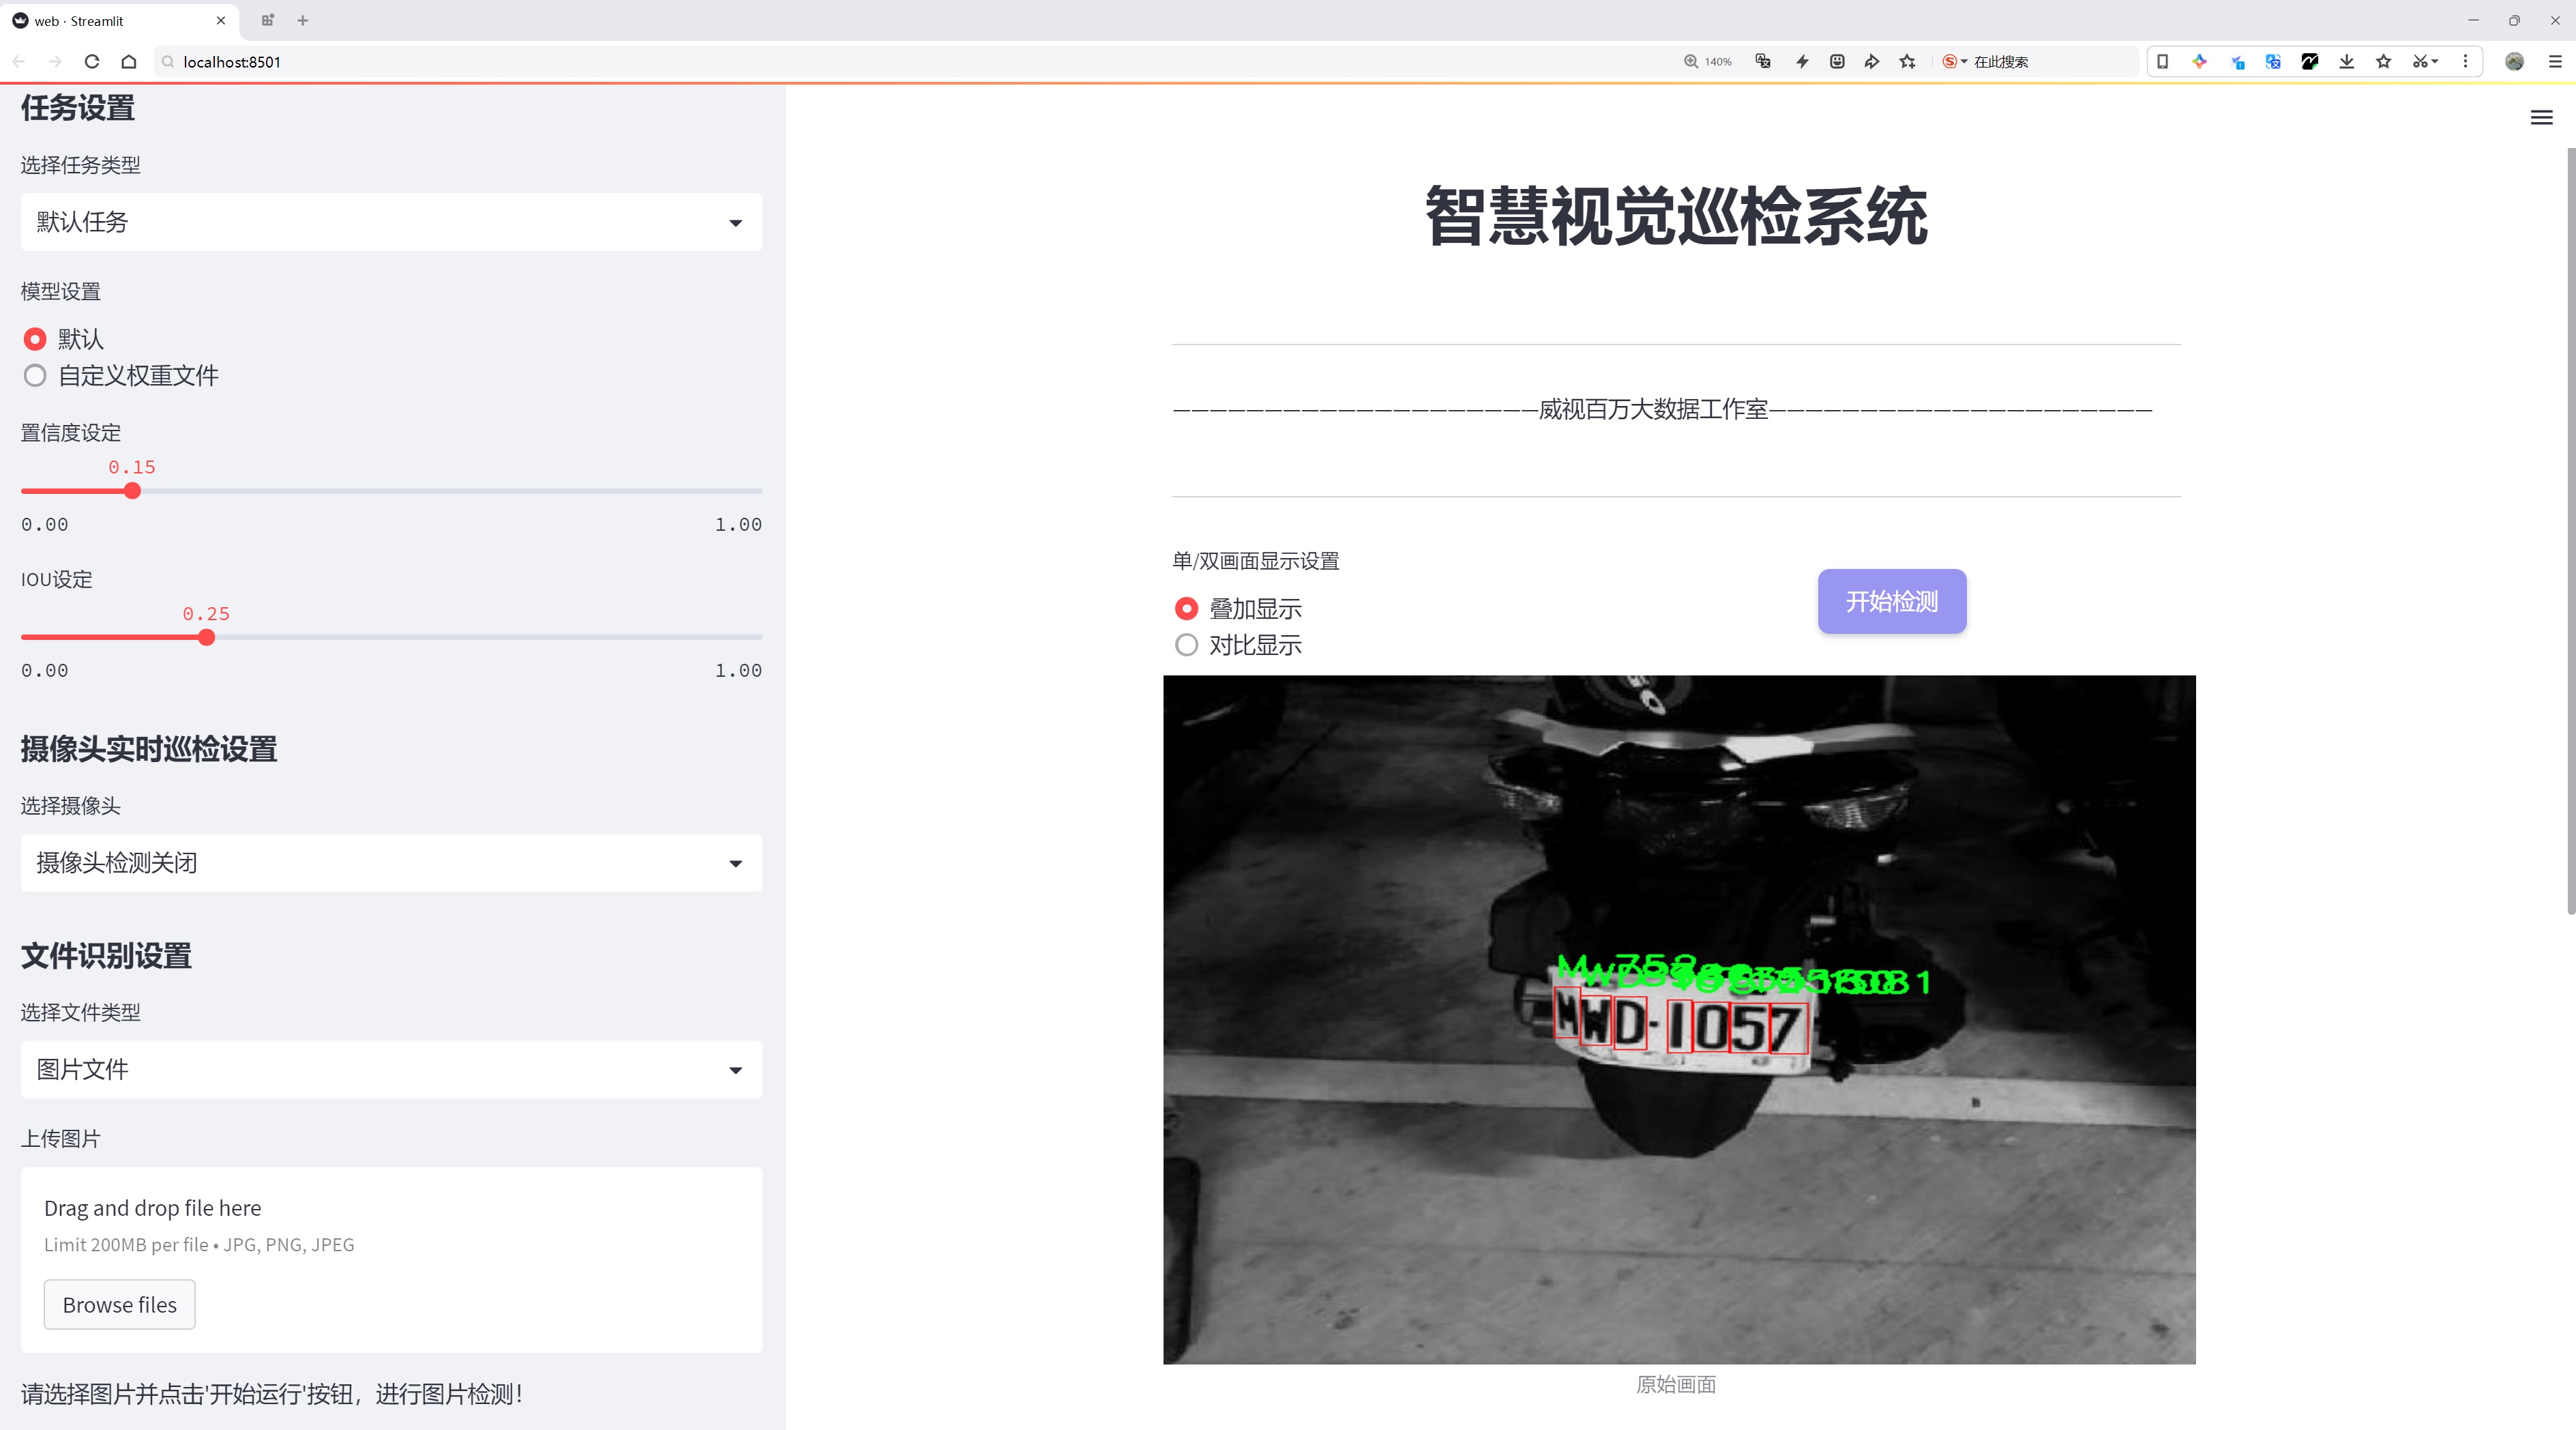 web · Streamlit
localhost:8501
140%
在此搜索
任务设置
选择任务类型
默认任务
模型设置
默认
自定义权重文件
置信度设定
0.15
0.00
1.00
IOU设定
0.25
0.00
1.00
摄像头实时巡检设置
选择摄像头
摄像头检测关闭
文件识别设置
选择文件类型
图片文件
上传图片
Drag and drop file here
Limit 200MB per file • JPG, PNG, JPEG
Browse files
请选择图片并点击'开始运行'按钮，进行图片检测！
智慧视觉巡检系统
————————————————————威视百万大数据工作室—————————————————————
单/双画面显示设置
叠加显示
对比显示
开始检测
MWD·1057
原始画面